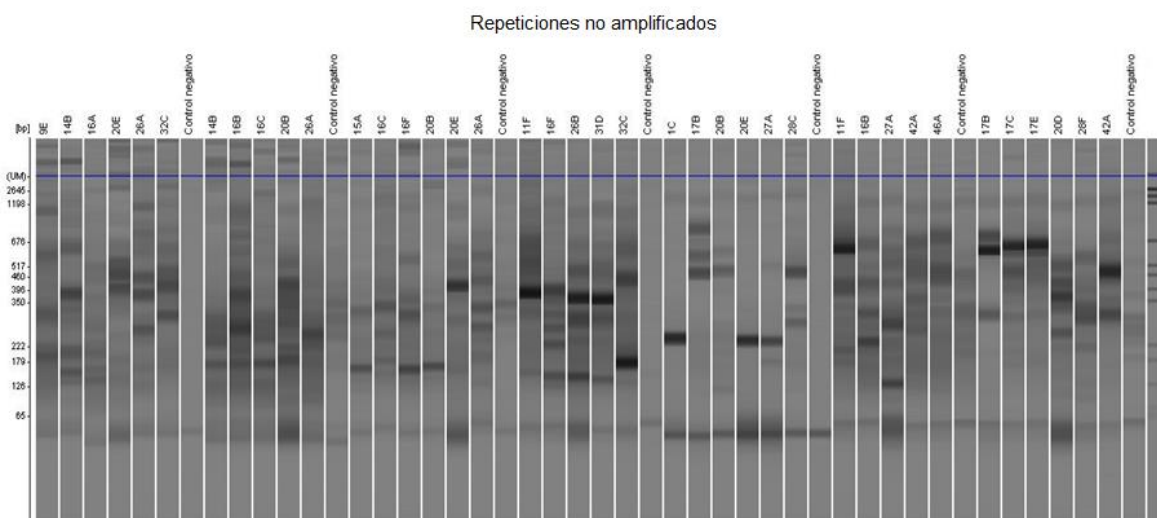 Repeticiones no amplificados
[bp]
9E
14B
16A
20E
26A
32C
Control negativo
14B
16B
16C
20B
26A
Control negativo
15A
16C
16F
20B
20E
26A
Control negativo
11F
16F
26B
31D
32C
Control negativo
1C
17B
20B
20E
27A
28C
Control negativo
11F
16B
27A
42A
46A
Control negativo
17B
17C
17E
20D
28F
42A
Control negativo
(UM)
2645
1198
676
517
460
396
350
222
179
126
65